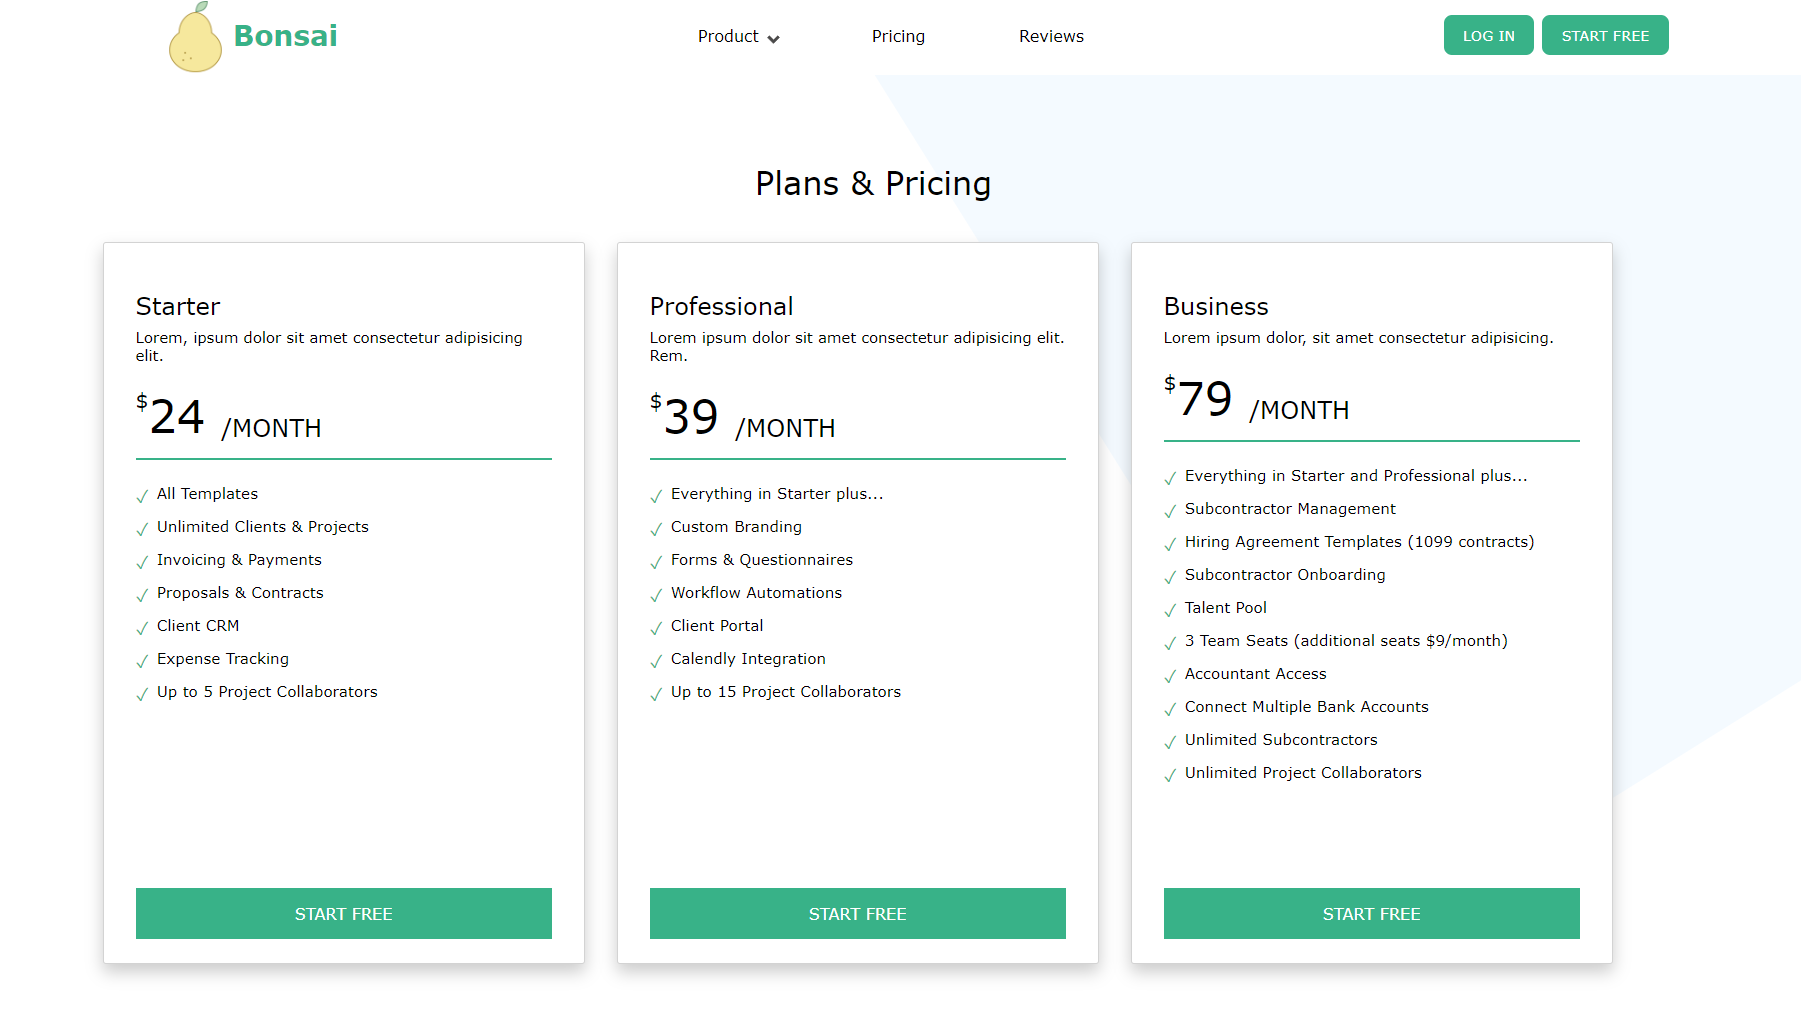 Bonsai
Product
Pricing
Reviews
LOG IN
START FREE
Plans & Pricing
Starter
Lorem, ipsum dolor sit amet consectetur adipisicing
elit.
$24 /MONTH
All Templates
Unlimited Clients & Projects
Invoicing & Payments
Proposals & Contracts
Client CRM
Expense Tracking
Up to 5 Project Collaborators
START FREE
Professional
Lorem ipsum dolor sit amet consectetur adipisicing elit.
Rem.
$39 /MONTH
Everything in Starter plus...
Custom Branding
Forms & Questionnaires
Workflow Automations
Client Portal
Calendly Integration
Up to 15 Project Collaborators
START FREE
Business
Lorem ipsum dolor, sit amet consectetur adipisicing.
$79 /MONTH
Everything in Starter and Professional plus...
Subcontractor Management
Hiring Agreement Templates (1099 contracts)
Subcontractor Onboarding
Talent Pool
3 Team Seats (additional seats $9/month)
Accountant Access
Connect Multiple Bank Accounts
Unlimited Subcontractors
Unlimited Project Collaborators
START FREE